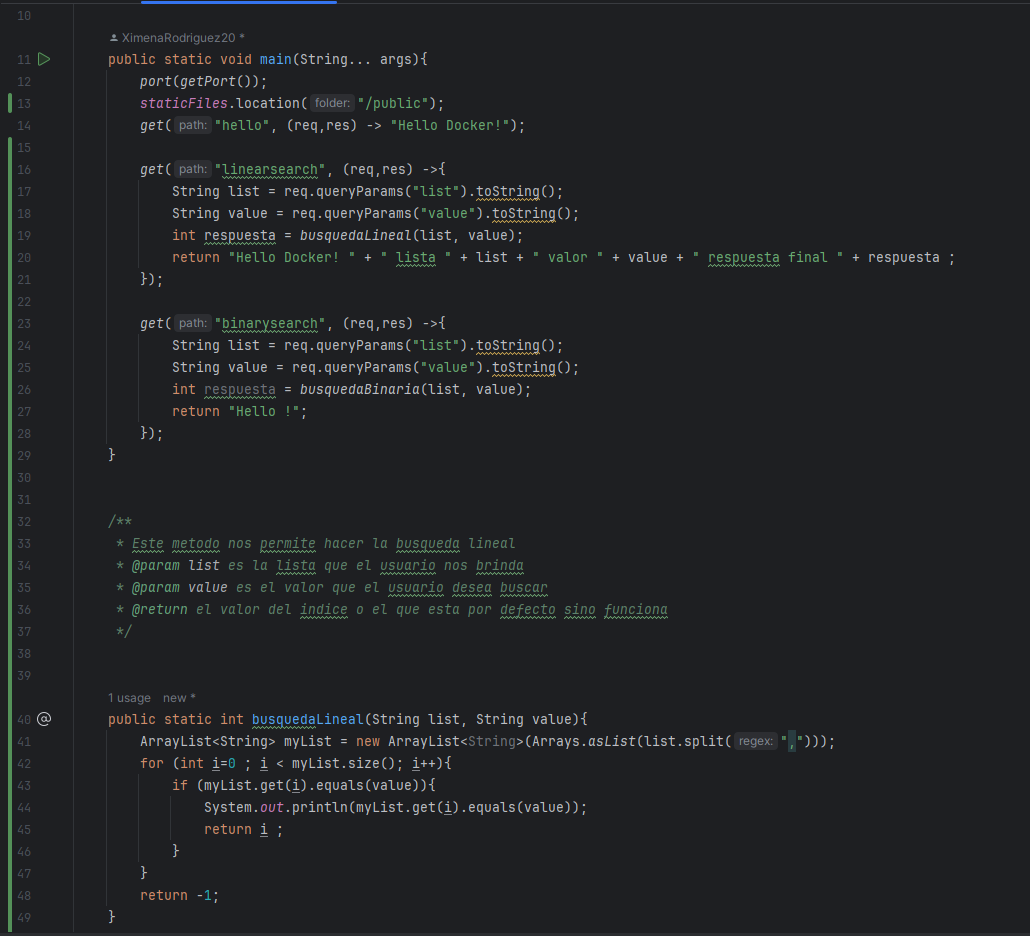 10
XimenaRodriguez20 *
11 public static void main(String... args){
12 port(getPort());
13 staticFiles.location( folder: "/public");
14 get( path: "hello", (req,res) -> "Hello Docker!");
15
16 get( path: "linearsearch", (req,res) ->{
17 String list = req.queryParams("list").toString();
18 String value = req.queryParams("value").toString();
19 int respuesta = busquedaLineal(list, value);
20 return "Hello Docker! " + " lista " + list + " valor " + value + " respuesta final " + respuesta ;
21 });
22
23 get( path: "binarysearch", (req,res) ->{
24 String list = req.queryParams("list").toString();
25 String value = req.queryParams("value").toString();
26 int respuesta = busquedaBinaria(list, value);
27 return "Hello !";
28 });
29 }
30
31
32 /**
33 * Este metodo nos permite hacer la busqueda lineal
34 * @param list es la lista que el usuario nos brinda
35 * @param value es el valor que el usuario desea buscar
36 * @return el valor del indice o el que esta por defecto sino funciona
37 */
38
39
1 usage new *
40 @ public static int busquedaLineal(String list, String value){
41 ArrayList<String> myList = new ArrayList<String>(Arrays.asList(list.split( regex: ",")));
42 for (int i=0 ; i < myList.size(); i++){
43 if (myList.get(i).equals(value)){
44 System.out.println(myList.get(i).equals(value));
45 return i ;
46 }
47 }
48 return -1;
49 }